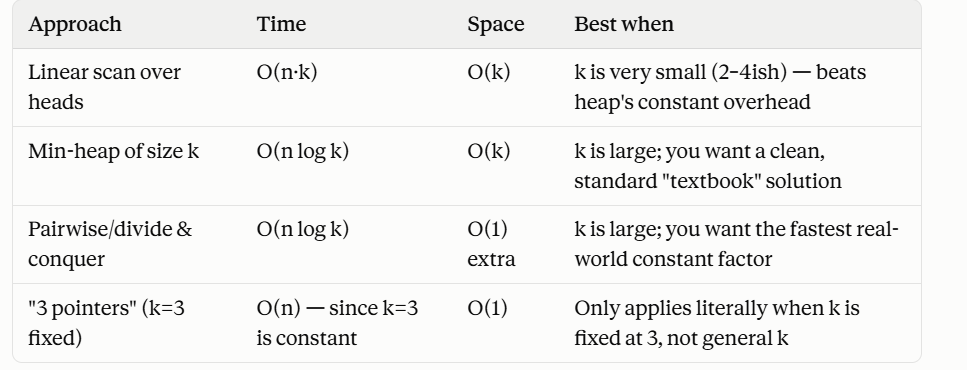 Approach Time Space Best when
Linear scan over O(n·k) O(k) k is very small (2–4ish) — beats
heads heap's constant overhead
Min-heap of size k O(n log k) O(k) k is large; you want a clean,
standard "textbook" solution
Pairwise/divide & O(n log k) O(1) k is large; you want the fastest real-
conquer extra world constant factor
"3 pointers" (k=3 O(n) — since k=3 O(1) Only applies literally when k is
fixed) is constant fixed at 3, not general k